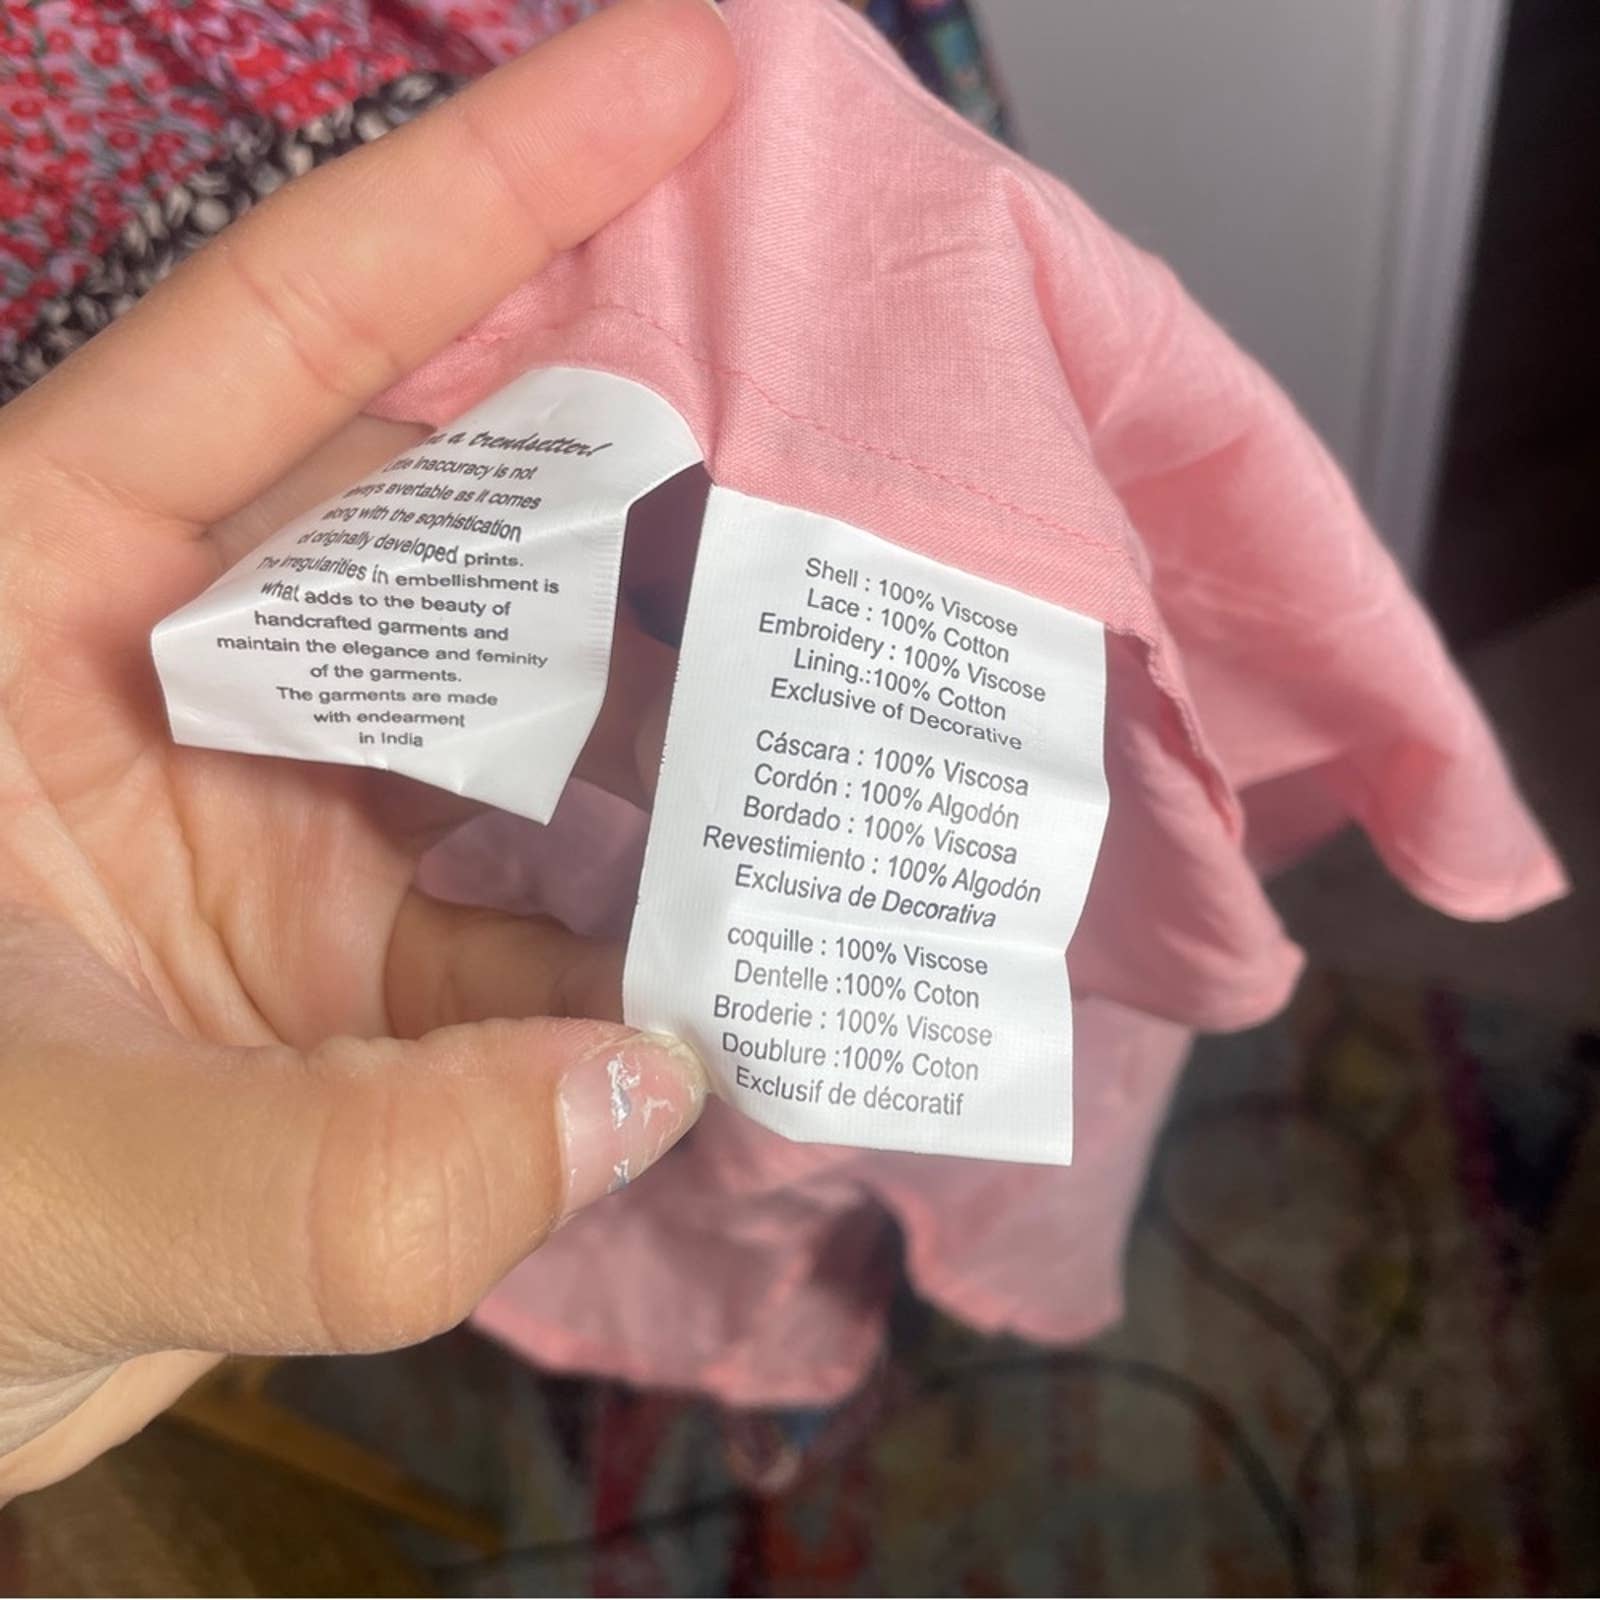 a trendsetter!
Little inaccuracy is not
always avertable as it comes
along with the sophistication
of originally developed prints.
The irregularities in embellishment is
what adds to the beauty of
handcrafted garments and
maintain the elegance and feminity
of the garments.
The garments are made
with endearment
in India
Shell : 100% Viscose
Lace : 100% Cotton
Embroidery : 100% Viscose
Lining.:100% Cotton
Exclusive of Decorative
Cáscara : 100% Viscosa
Cordón : 100% Algodón
Bordado : 100% Viscosa
Revestimiento : 100% Algodón
Exclusiva de Decorativa
coquille : 100% Viscose
Dentelle :100% Coton
Broderie : 100% Viscose
Doublure :100% Coton
Exclusif de décoratif